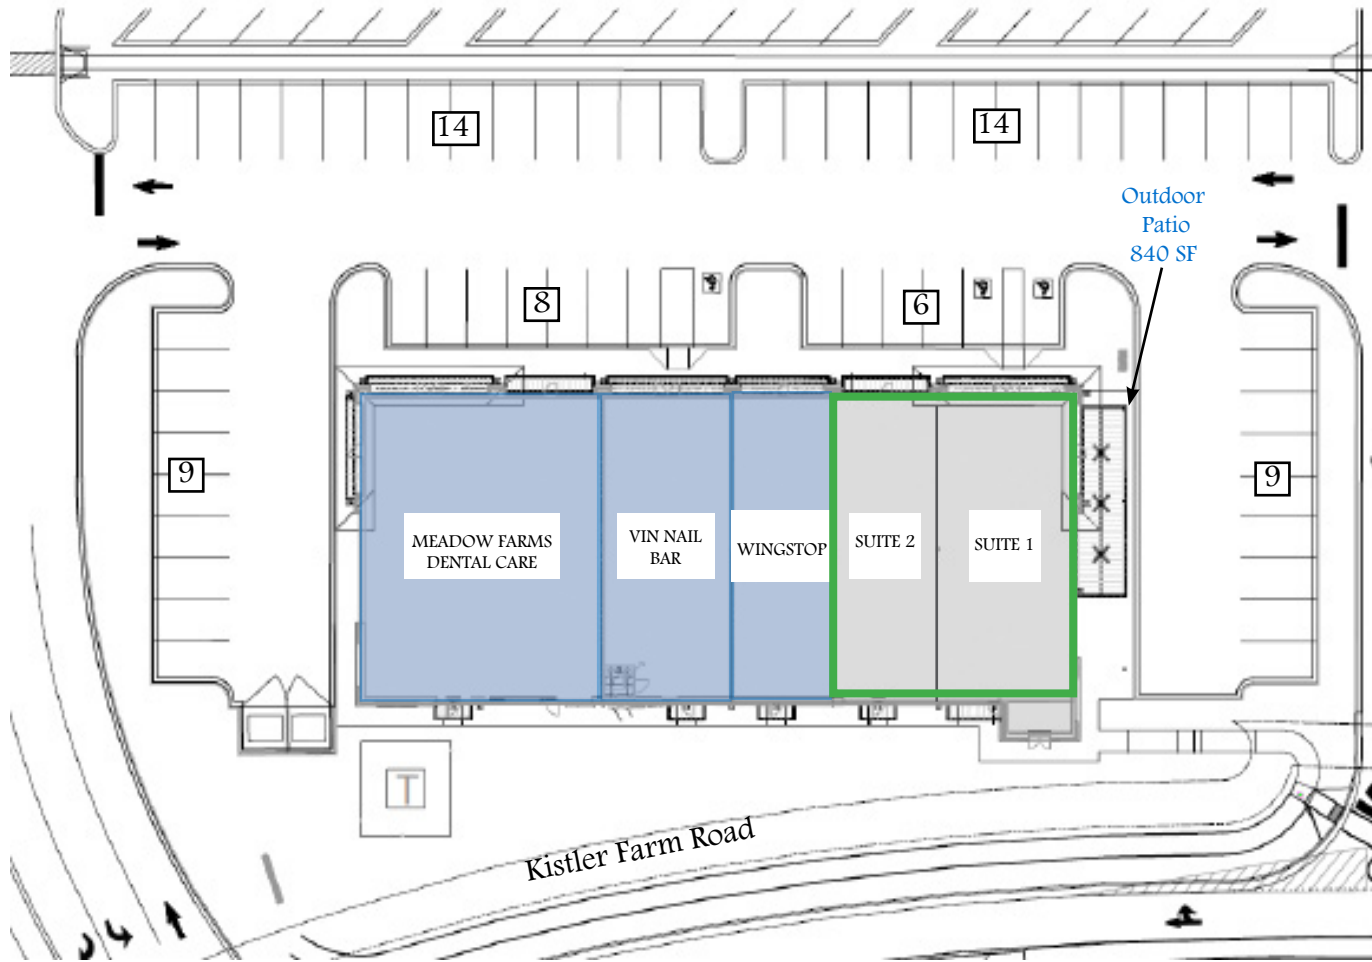 14
14
Outdoor
Patio
840 SF
8
6
9
9
MEADOW FARMS
DENTAL CARE
VIN NAIL
BAR
WINGSTOP
SUITE 2
SUITE 1
T
Kistler Farm Road